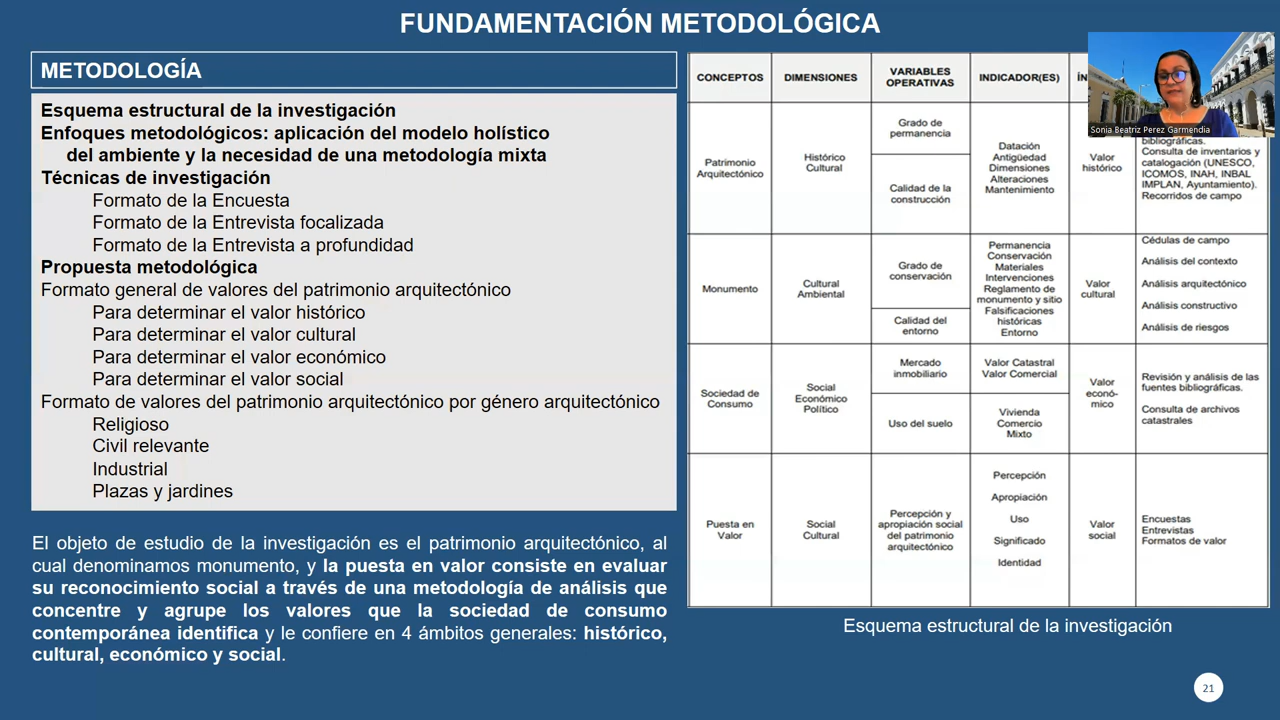 FUNDAMENTACIÓN METODOLÓGICA
METODOLOGÍA
Esquema estructural de la investigación
Enfoques metodológicos: aplicación del modelo holístico
del ambiente y la necesidad de una metodología mixta
Técnicas de investigación
Formato de la Encuesta
Formato de la Entrevista focalizada
Formato de la Entrevista a profundidad
Propuesta metodológica
Formato general de valores del patrimonio arquitectónico
Para determinar el valor histórico
Para determinar el valor cultural
Para determinar el valor económico
Para determinar el valor social
Formato de valores del patrimonio arquitectónico por género arquitectónico
Religioso
Civil relevante
Industrial
Plazas y jardines
El objeto de estudio de la investigación es el patrimonio arquitectónico, al
cual denominamos monumento, y la puesta en valor consiste en evaluar
su reconocimiento social a través de una metodología de análisis que
concentre y agrupe los valores que la sociedad de consumo
contemporánea identifica y le confiere en 4 ámbitos generales: histórico,
cultural, económico y social.
CONCEPTOS
DIMENSIONES
VARIABLES
OPERATIVAS
INDICADOR(ES)
Sonia Beatriz Perez Garmendia
Patrimonio
Arquitectónico
Histórico
Cultural
Grado de
permanencia
Calidad de la
construcción
Datación
Antigüedad
Dimensiones
Alteraciones
Mantenimiento
Valor
histórico
bibliográficas.
Consulta de inventarios y
catalogación (UNESCO,
ICOMOS, INAH, INBAL
IMPLAN, Ayuntamiento).
Recorridos de campo
Monumento
Cultural
Ambiental
Grado de
conservación
Calidad del
entorno
Permanencia
Conservación
Materiales
Intervenciones
Reglamento de
monumento y sitio
Falsificaciones
históricas
Entorno
Valor
cultural
Cédulas de campo
Análisis del contexto
Análisis arquitectónico
Análisis constructivo
Análisis de riesgos
Sociedad de
Consumo
Social
Económico
Político
Mercado
inmobiliario
Uso del suelo
Valor Catastral
Valor Comercial
Vivienda
Comercio
Mixto
Valor
econó-
mico
Revisión y análisis de las
fuentes bibliográficas.
Consulta de archivos
catastrales
Puesta en
Valor
Social
Cultural
Percepción y
apropiación social
del patrimonio
arquitectónico
Percepción
Apropiación
Uso
Significado
Identidad
Valor
social
Encuestas
Entrevistas
Formatos de valor
Esquema estructural de la investigación
21